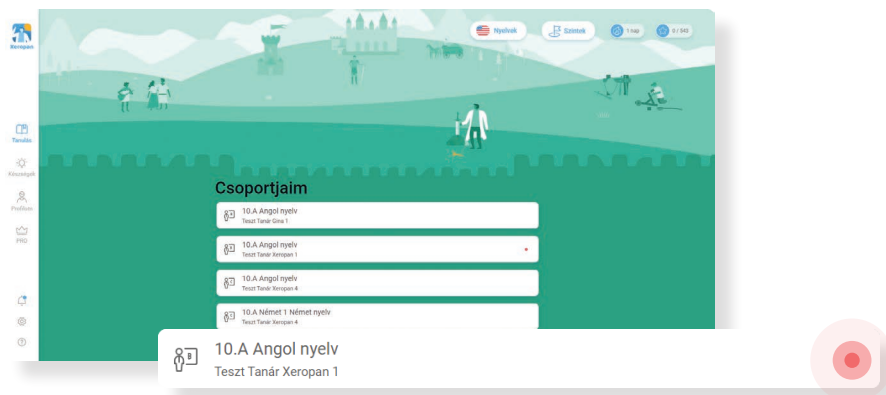 Xeropan
Nyelvek
Szintek
1 nap
0 / 343
Tanulás
Készségek
Profilom
PRO
Csoportjaim
10.A Angol nyelv
Teszt Tanár Gina 1
10.A Angol nyelv
Teszt Tanár Xeropan 1
10.A Angol nyelv
Teszt Tanár Xeropan 4
10.A Német 1 Német nyelv
Teszt Tanár Xeropan 4
B
10.A Angol nyelv
Teszt Tanár Xeropan 1